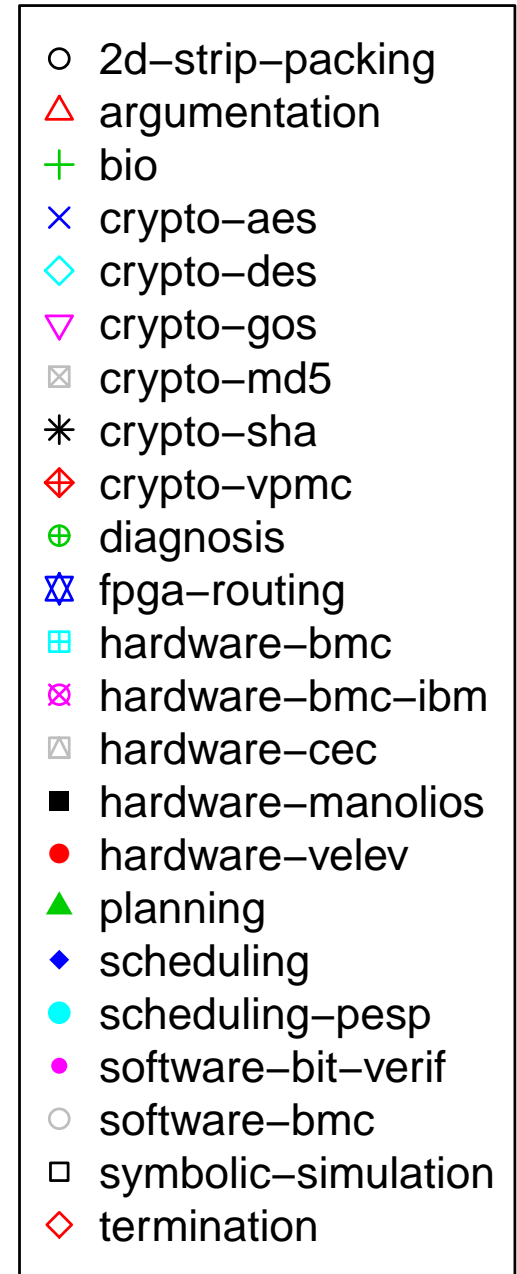 2d−strip−packing
argumentation
bio
crypto−aes
crypto−des
crypto−gos
crypto−md5
crypto−sha
crypto−vpmc
diagnosis
fpga−routing
hardware−bmc
hardware−bmc−ibm
hardware−cec
hardware−manolios
hardware−velev
planning
scheduling
scheduling−pesp
software−bit−verif
software−bmc
symbolic−simulation
termination